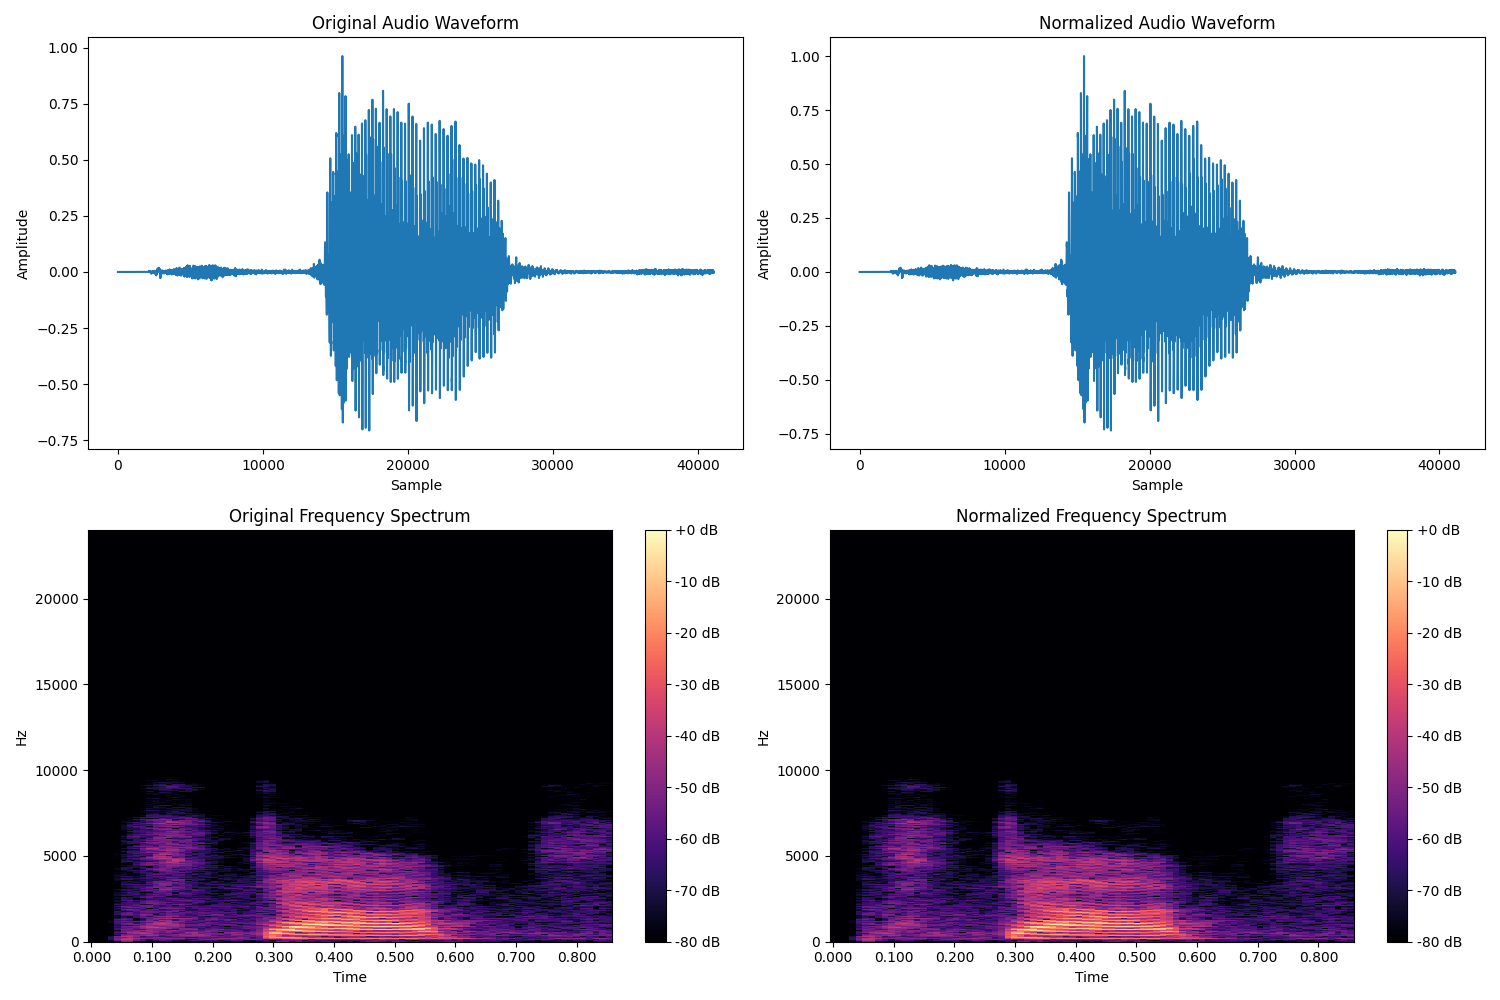 Original Audio Waveform
1.00
0.75
0.50
0.25
0.00
−0.25
−0.50
−0.75
Amplitude
0 10000 20000 30000 40000
Sample
Normalized Audio Waveform
1.00
0.75
0.50
0.25
0.00
−0.25
−0.50
−0.75
Amplitude
0 10000 20000 30000 40000
Sample
Original Frequency Spectrum
20000
15000
10000
5000
0
Hz
0.000 0.100 0.200 0.300 0.400 0.500 0.600 0.700 0.800
Time
+0 dB
-10 dB
-20 dB
-30 dB
-40 dB
-50 dB
-60 dB
-70 dB
-80 dB
Normalized Frequency Spectrum
20000
15000
10000
5000
0
Hz
0.000 0.100 0.200 0.300 0.400 0.500 0.600 0.700 0.800
Time
+0 dB
-10 dB
-20 dB
-30 dB
-40 dB
-50 dB
-60 dB
-70 dB
-80 dB